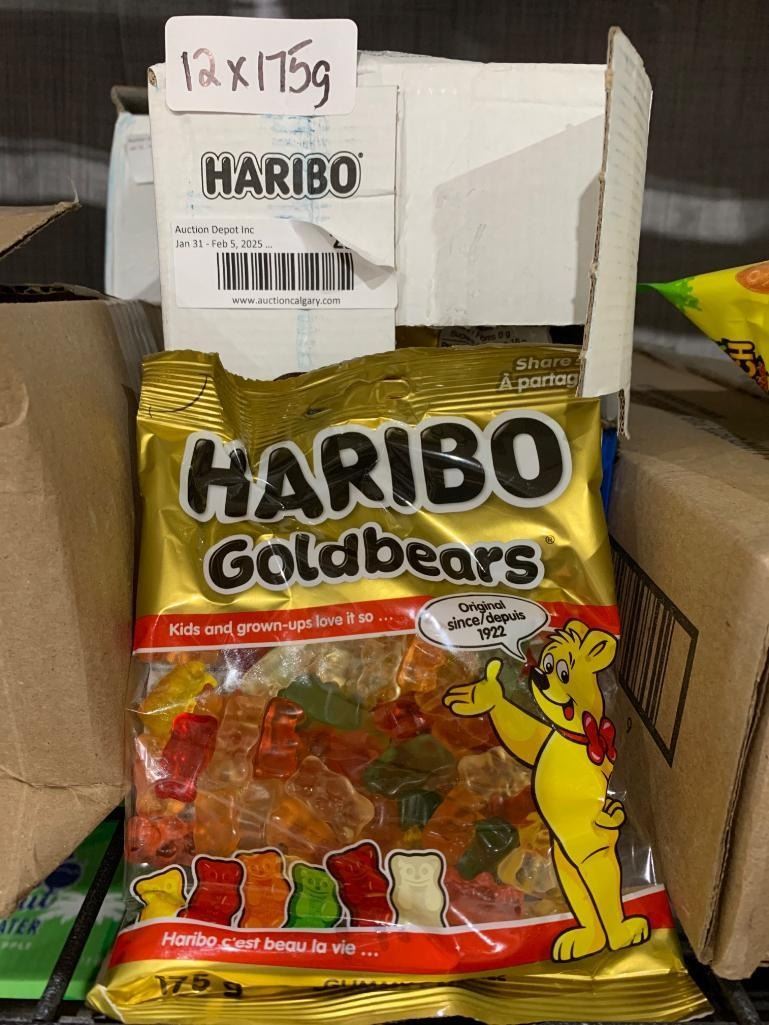 12 x 175g
HARIBO
Auction Depot Inc
Jan 31 - Feb 5, 2025 ...
www.auctioncalgary.com
Share
À partag
HARIBO
Goldbears
Kids and grown-ups love it so ...
Original
since/depuis
1922
Haribo c'est beau la vie ...
175 g
ATER